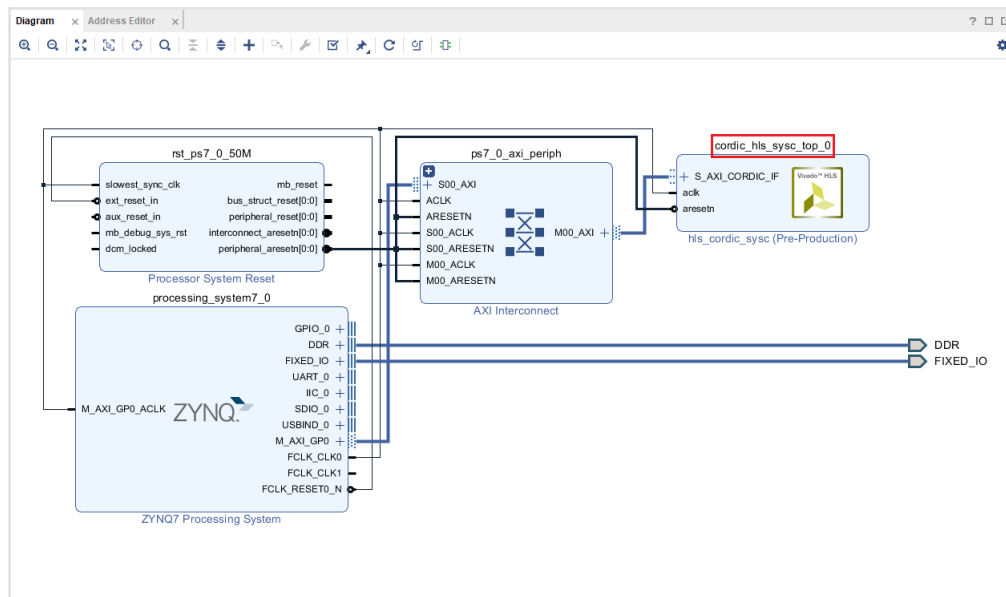 Diagram × Address Editor ×
rst_ps7_0_50M
slowest_sync_clk mb_reset
ext_reset_in bus_struct_reset[0:0]
aux_reset_in peripheral_reset[0:0]
mb_debug_sys_rst interconnect_aresetn[0:0]
dcm_locked peripheral_aresetn[0:0]
Processor System Reset
ps7_0_axi_periph
S00_AXI
ACLK
ARESETN
S00_ACLK M00_AXI
S00_ARESETN
M00_ACLK
M00_ARESETN
AXI Interconnect
cordic_hls_sysc_top_0
S_AXI_CORDIC_IF
aclk
aresetn
Vivado™ HLS
hls_cordic_sysc (Pre-Production)
processing_system7_0
GPIO_0
DDR
FIXED_IO
UART_0
IIC_0
M_AXI_GP0_ACLK ZYNQ SDIO_0
USBIND_0
M_AXI_GP0
FCLK_CLK0
FCLK_CLK1
FCLK_RESET0_N
ZYNQ7 Processing System
DDR
FIXED_IO